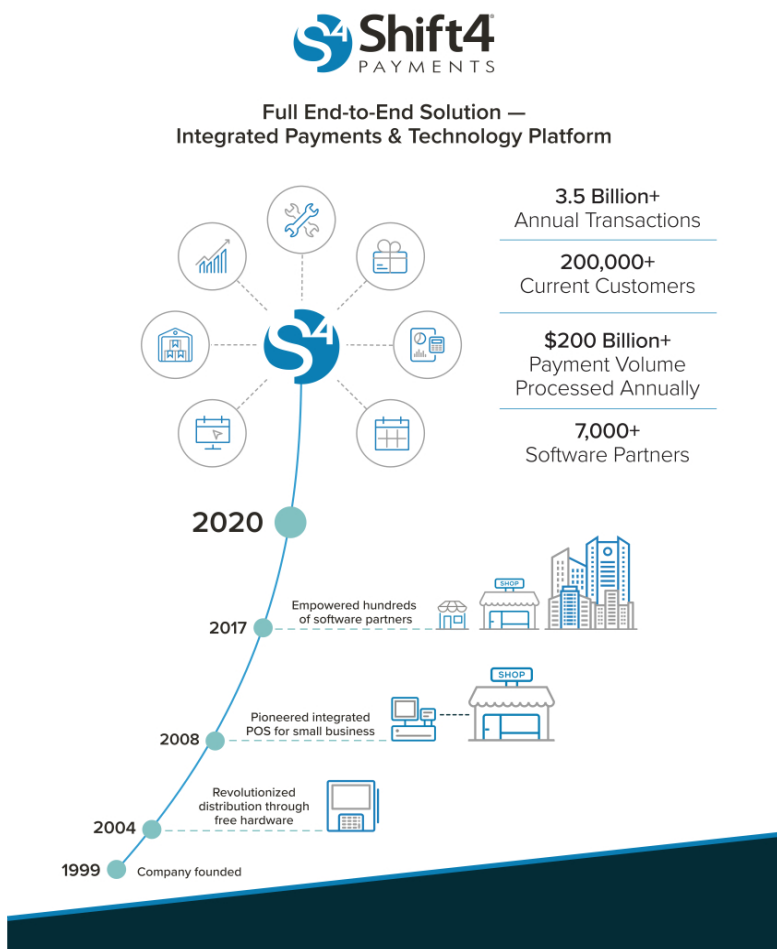 S4 Shift4
PAYMENTS
Full End-to-End Solution —
Integrated Payments & Technology Platform
3.5 Billion+
Annual Transactions
200,000+
Current Customers
$200 Billion+
Payment Volume
Processed Annually
7,000+
Software Partners
S4
2020
2017
Empowered hundreds
of software partners
SHOP
2008
Pioneered integrated
POS for small business
SHOP
2004
Revolutionized
distribution through
free hardware
1999
Company founded